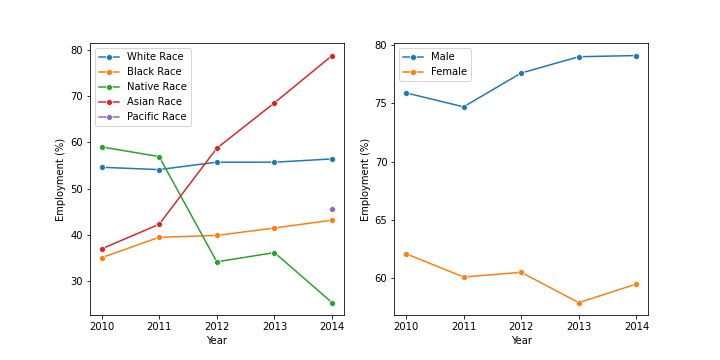 80
70
60
50
40
30
Employment (%)
White Race
Black Race
Native Race
Asian Race
Pacific Race
2010 2011 2012 2013 2014
Year
80
75
70
65
60
Employment (%)
Male
Female
2010 2011 2012 2013 2014
Year